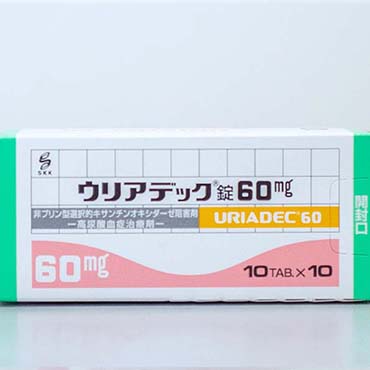 SKK
ウリアデック®錠60mg
非プリン型選択的キサンチンオキシダーゼ阻害剤
―高尿酸血症治療剤―
URIADEC®60
60mg
10TAB.×10
開封口